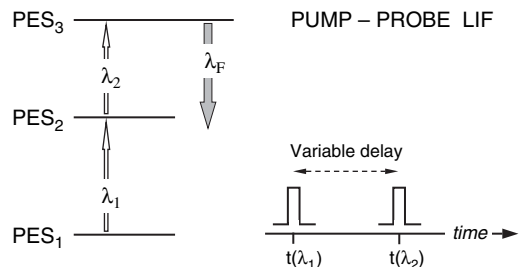 PES₃
PUMP – PROBE LIF
λ₂
λF
PES₂
Variable delay
λ₁
time
PES₁
t(λ₁)
t(λ₂)